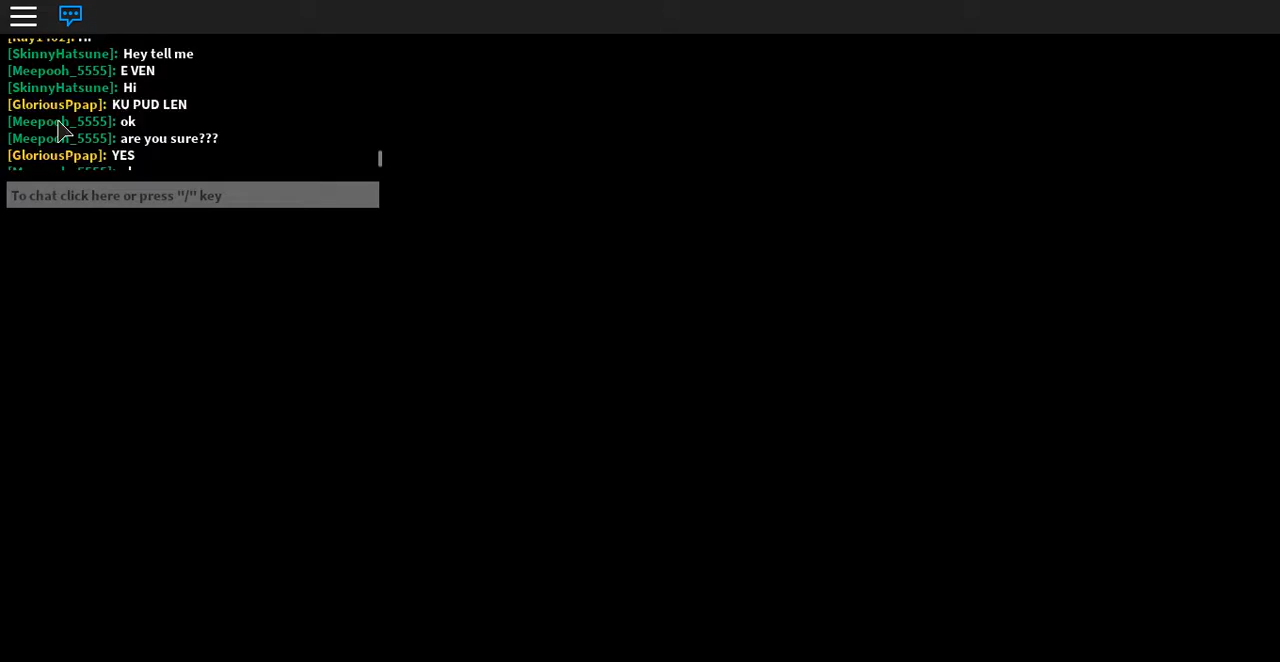 [SkinnyHatsune]: Hey tell me
[Meepooh_5555]: E VEN
[SkinnyHatsune]: Hi
[GloriousPpap]: KU PUD LEN
[Meepooh_5555]: ok
[Meepooh_5555]: are you sure???
[GloriousPpap]: YES
To chat click here or press "/" key